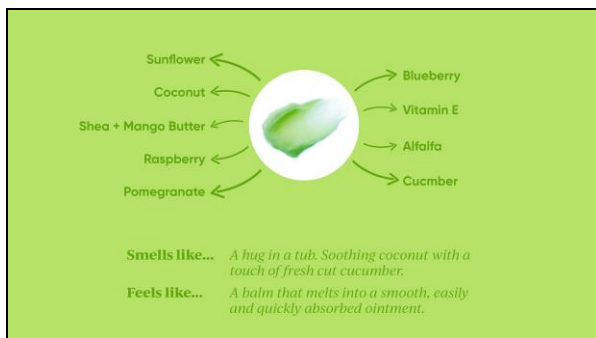 Sunflower
Coconut
Shea + Mango Butter
Raspberry
Pomegranate
Blueberry
Vitamin E
Alfalfa
Cucmber
Smells like... A hug in a tub. Soothing coconut with a
touch of fresh cut cucumber.
Feels like... A balm that melts into a smooth, easily
and quickly absorbed ointment.